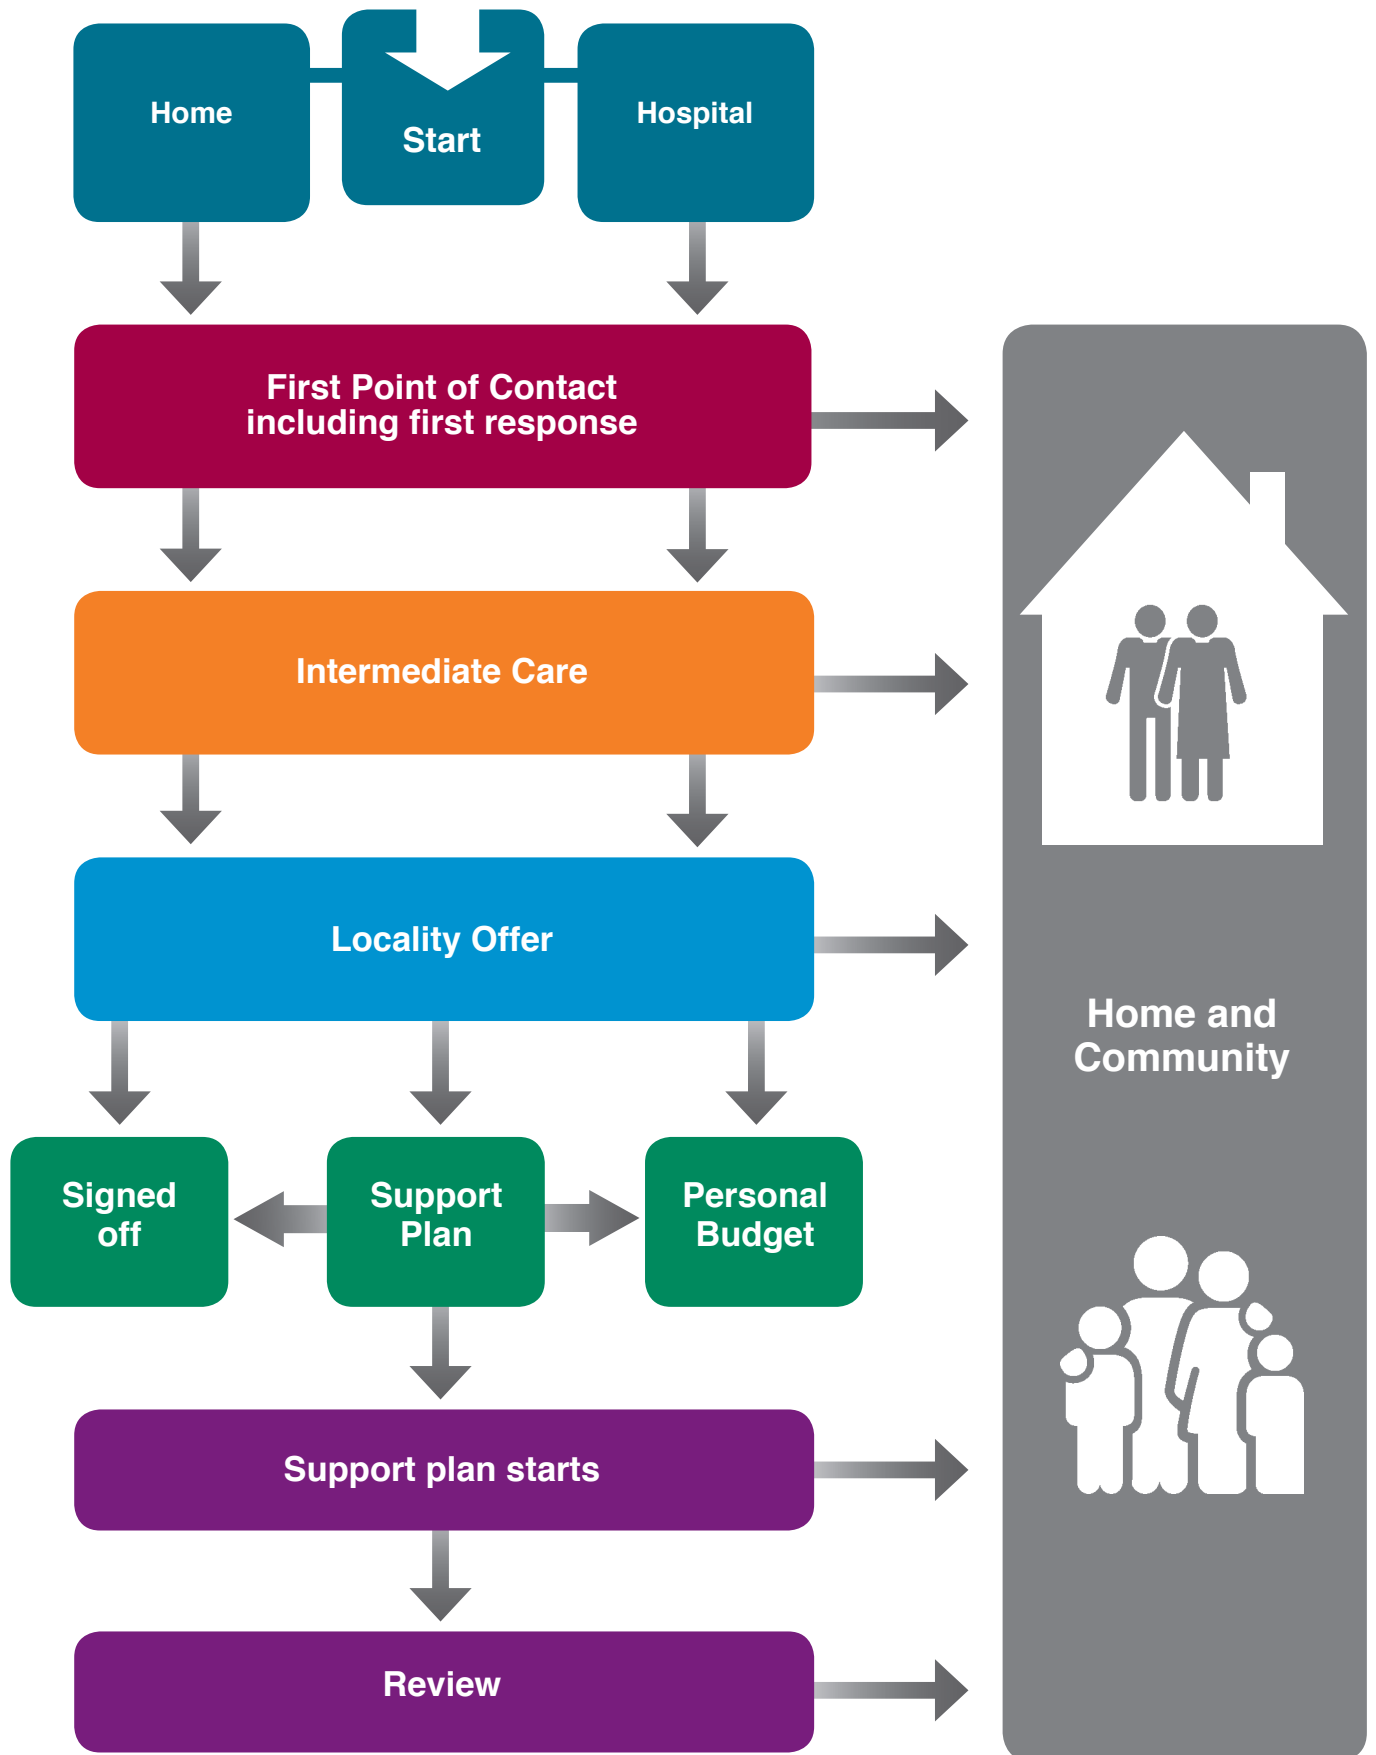 Home
Start
Hospital
First Point of Contact
including first response
Intermediate Care
Locality Offer
Home and
Community
Signed
off
Support
Plan
Personal
Budget
Support plan starts
Review